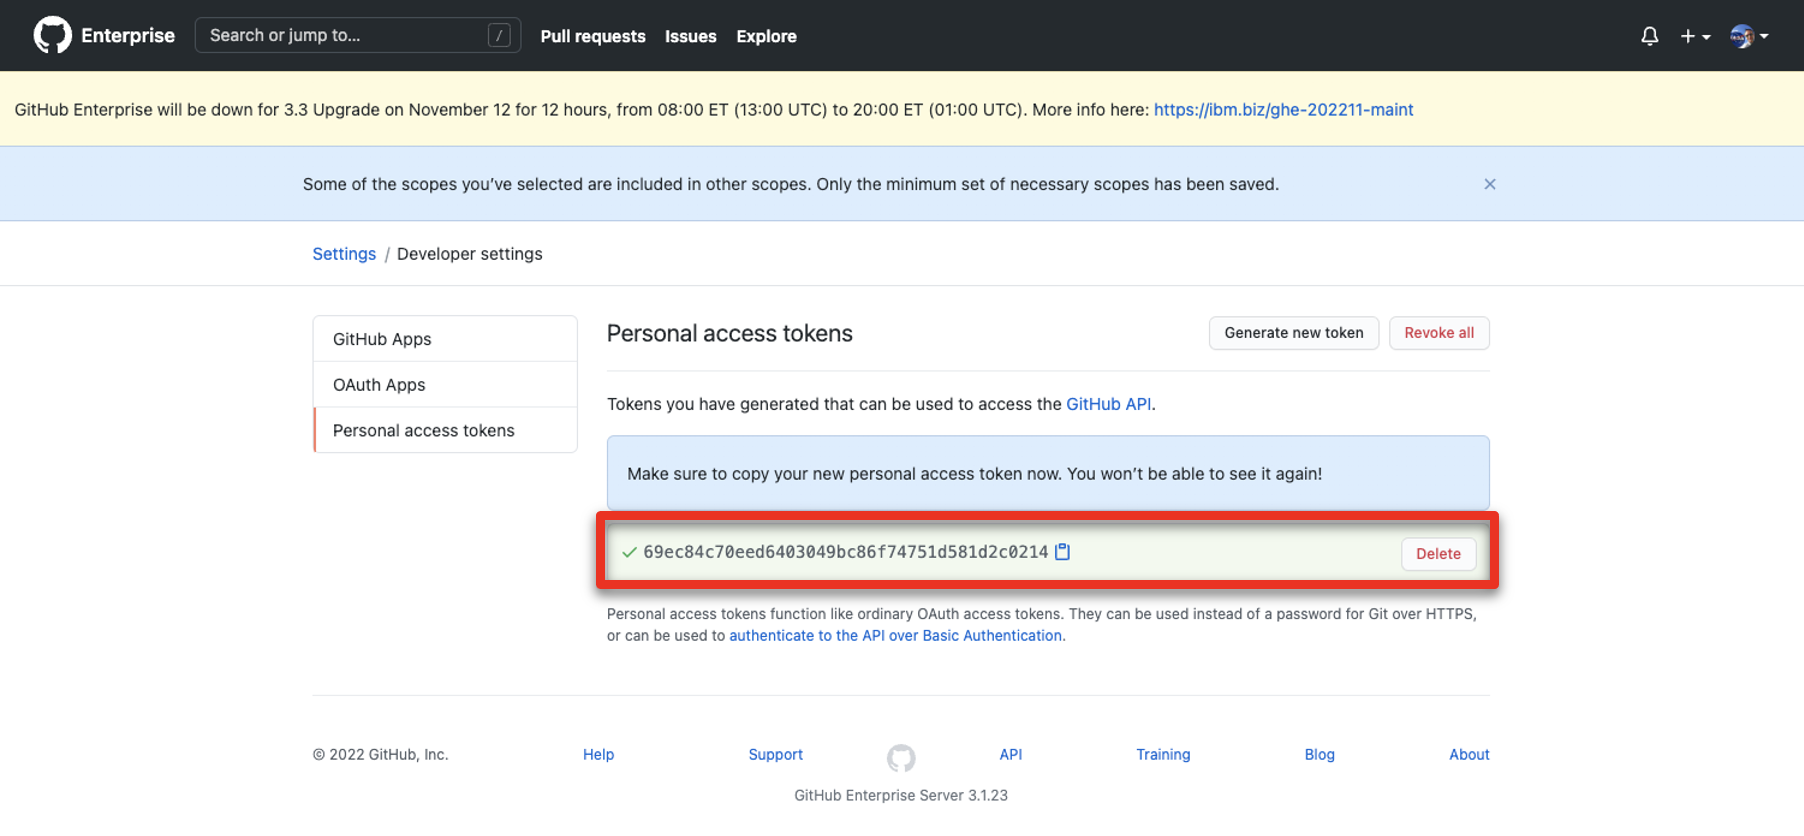 Enterprise
Search or jump to...
/
Pull requests
Issues
Explore
GitHub Enterprise will be down for 3.3 Upgrade on November 12 for 12 hours, from 08:00 ET (13:00 UTC) to 20:00 ET (01:00 UTC). More info here: https://ibm.biz/ghe-202211-maint
Some of the scopes you’ve selected are included in other scopes. Only the minimum set of necessary scopes has been saved.
Settings / Developer settings
GitHub Apps
OAuth Apps
Personal access tokens
Personal access tokens
Generate new token
Revoke all
Tokens you have generated that can be used to access the GitHub API.
Make sure to copy your new personal access token now. You won’t be able to see it again!
69ec84c70eed6403049bc86f74751d581d2c0214
Delete
Personal access tokens function like ordinary OAuth access tokens. They can be used instead of a password for Git over HTTPS,
or can be used to authenticate to the API over Basic Authentication.
© 2022 GitHub, Inc.
Help
Support
API
Training
Blog
About
GitHub Enterprise Server 3.1.23